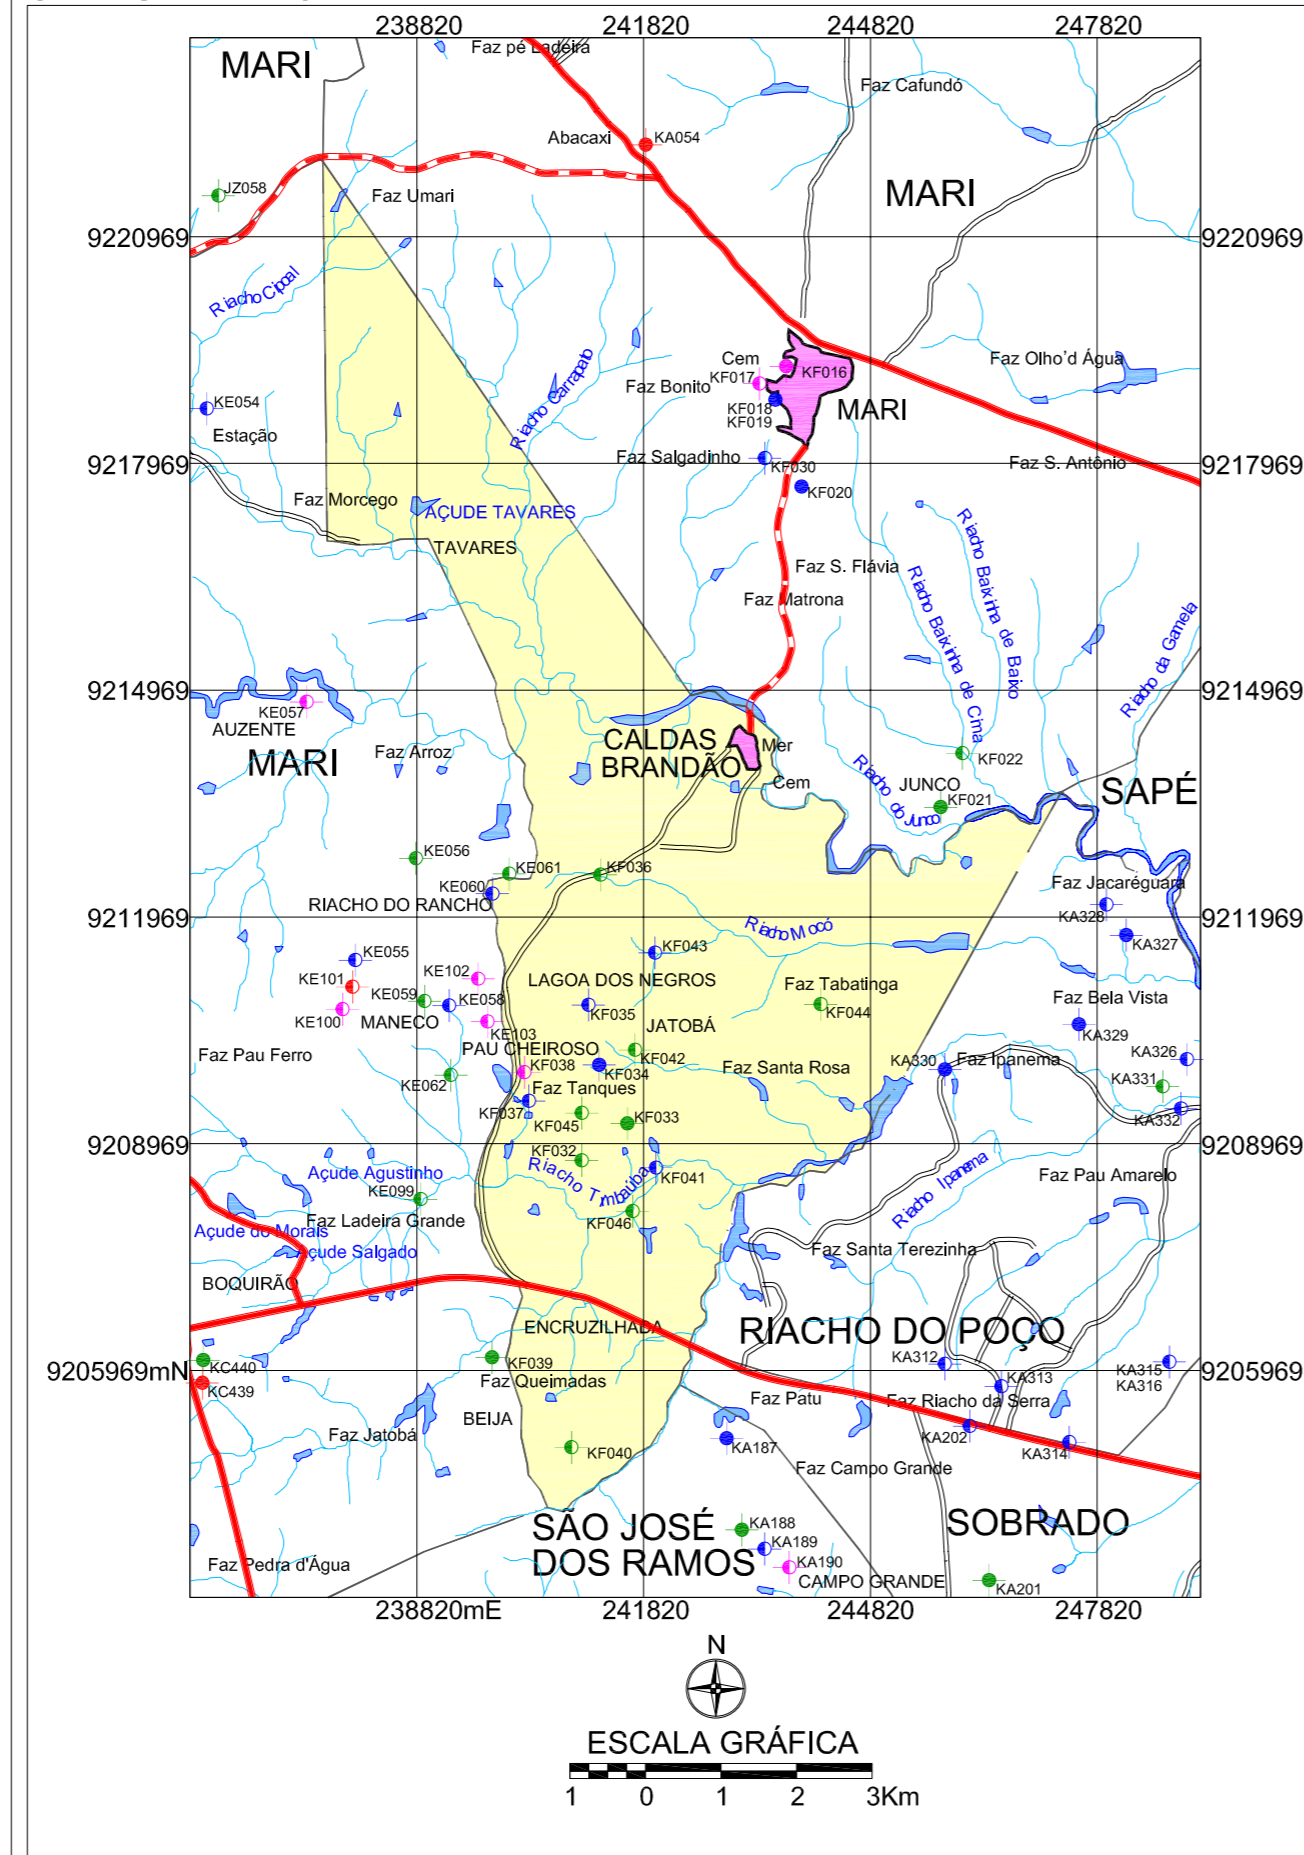 238820 241820 244820 247820
Faz pé Ladeira
MARI
Faz Cafundó
Abacaxi
KA054
JZ058
Faz Umari
MARI
9220969
9220969
Riacho Cipoal
Riacho Carrapato
Cem
KF016
KF017
Faz Bonito
Faz Olho'd Água
KE054
KF018
KF019
MARI
Estação
Faz Salgadinho
KF030
Faz S. Antônio
9217969
9217969
KF020
Faz Morcego
AÇUDE TAVARES
TAVARES
Riacho Baixinha de Baixo
Riacho Baixinha de Cima
Riacho da Gamela
Faz S. Flávia
Faz Matrona
9214969
9214969
KE057
AUZENTE
MARI
Faz Arroz
CALDAS
BRANDÃO
Mer
Cem
KF022
Riacho do Junco
JUNCO
KF021
SAPÉ
KE056
KE061
KF036
KE060
RIACHO DO RANCHO
Faz Jacaréguara
KA328
9211969
9211969
Riacho Mocó
KA327
KE055
KF043
KE102
LAGOA DOS NEGROS
Faz Tabatinga
KE101
KE059
KE058
KF035
KF044
Faz Bela Vista
KE100
MANECO
KE103
JATOBÁ
KA329
PAU CHEIROSO
KF042
Faz Pau Ferro
KF038
KF034
Faz Santa Rosa
KA330
Faz Ipanema
KA326
KE062
Faz Tanques
KA331
KF037
KF045
KF033
KA332
9208969
9208969
KF032
Riacho Timbaúba
KF041
Açude Agustinho
Riacho Ipanema
Faz Pau Amarelo
KE099
KF046
Faz Ladeira Grande
Açude do Morais
Açude Salgado
Faz Santa Terezinha
BOQUIRÃO
ENCRUZILHADA
RIACHO DO POÇO
KC440
KF039
KA312
KA315
9205969mN
9205969
KC439
Faz Queimadas
KA313
KA316
Faz Patu
Faz Riacho da Serra
BEIJA
Faz Jatobá
KA202
KF040
KA187
KA314
Faz Campo Grande
SÃO JOSÉ
DOS RAMOS
KA188
SOBRADO
KA189
Faz Pedra d'Água
KA190
CAMPO GRANDE
KA201
238820mE 241820 244820 247820
N
ESCALA GRÁFICA
1 0 1 2 3Km